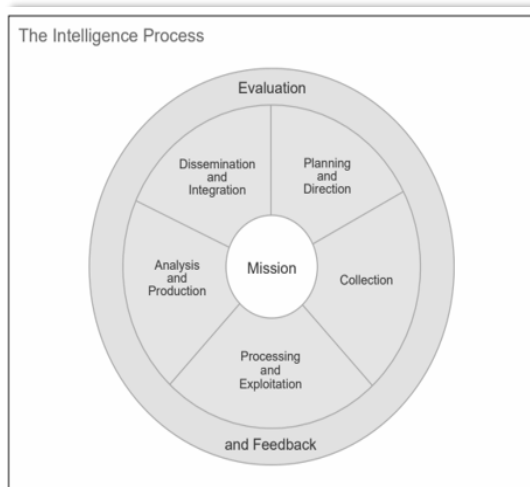 The Intelligence Process
Evaluation
Dissemination
and
Integration
Planning
and
Direction
Analysis
and
Production
Mission
Collection
Processing
and
Exploitation
and Feedback